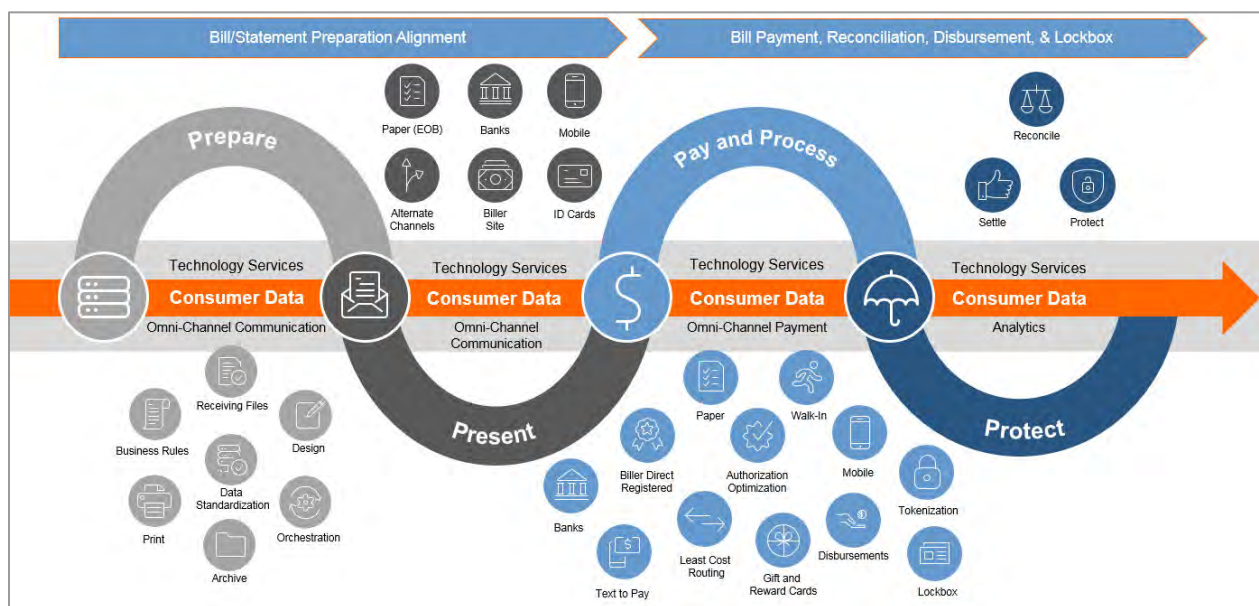 Bill/Statement Preparation Alignment
Bill Payment, Reconciliation, Disbursement, & Lockbox
Prepare
Paper (EOB)
Banks
Mobile
Alternate
Channels
Biller
Site
ID Cards
Pay and Process
Reconcile
Settle
Protect
Technology Services
Consumer Data
Omni-Channel Communication
Technology Services
Consumer Data
Omni-Channel
Communication
Technology Services
Consumer Data
Omni-Channel Payment
Technology Services
Consumer Data
Analytics
Receiving Files
Business Rules
Design
Data
Standardization
Print
Orchestration
Archive
Present
Paper
Walk-In
Biller Direct
Registered
Authorization
Optimization
Mobile
Banks
Tokenization
Least Cost
Routing
Disbursements
Text to Pay
Gift and
Reward Cards
Lockbox
Protect
$
$